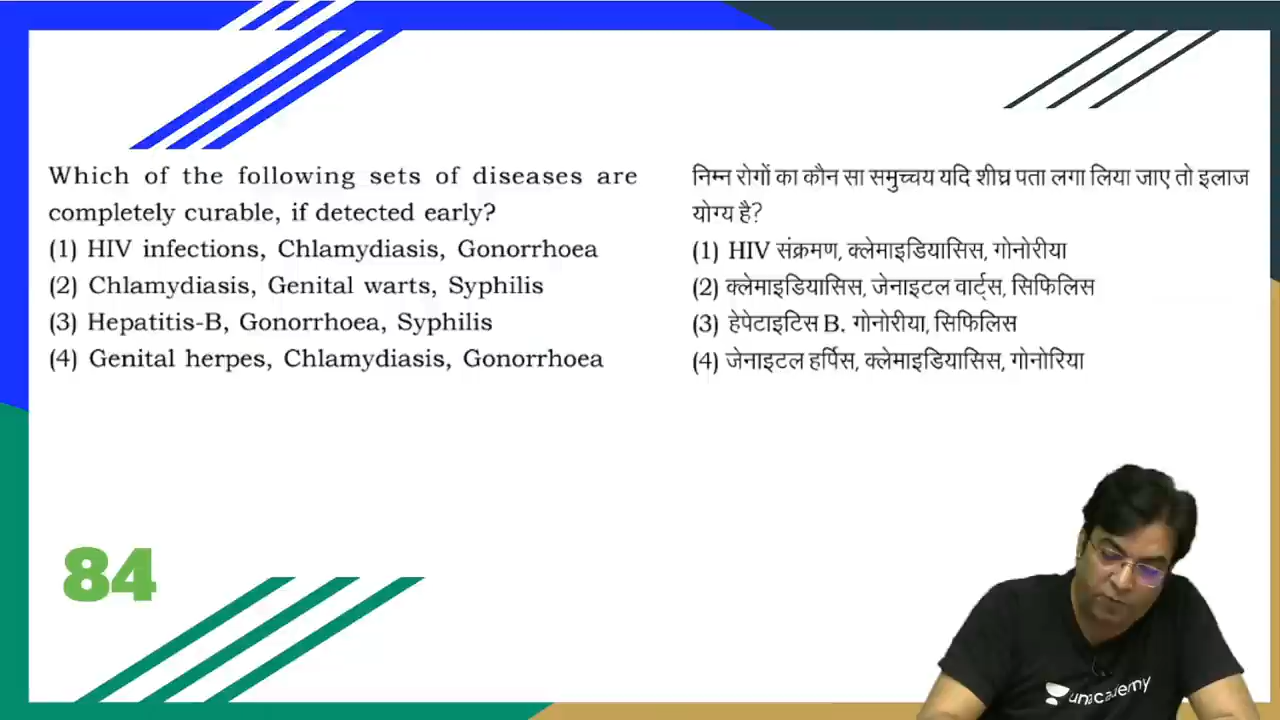 Which of the following sets of diseases are
completely curable, if detected early?
(1) HIV infections, Chlamydiasis, Gonorrhoea
(2) Chlamydiasis, Genital warts, Syphilis
(3) Hepatitis-B, Gonorrhoea, Syphilis
(4) Genital herpes, Chlamydiasis, Gonorrhoea
निम्न रोगों का कौन सा समुच्चय यदि शीघ्र पता लगा लिया जाए तो इलाज
योग्य है?
(1) HIV संक्रमण, क्लेमाइडियासिस, गोनोरीया
(2) क्लेमाइडियासिस, जेनाइटल वार्ट्स, सिफिलिस
(3) हेपेटाइटिस B. गोनोरीया, सिफिलिस
(4) जेनाइटल हर्पिस, क्लेमाइडियासिस, गोनोरिया
84
unacademy